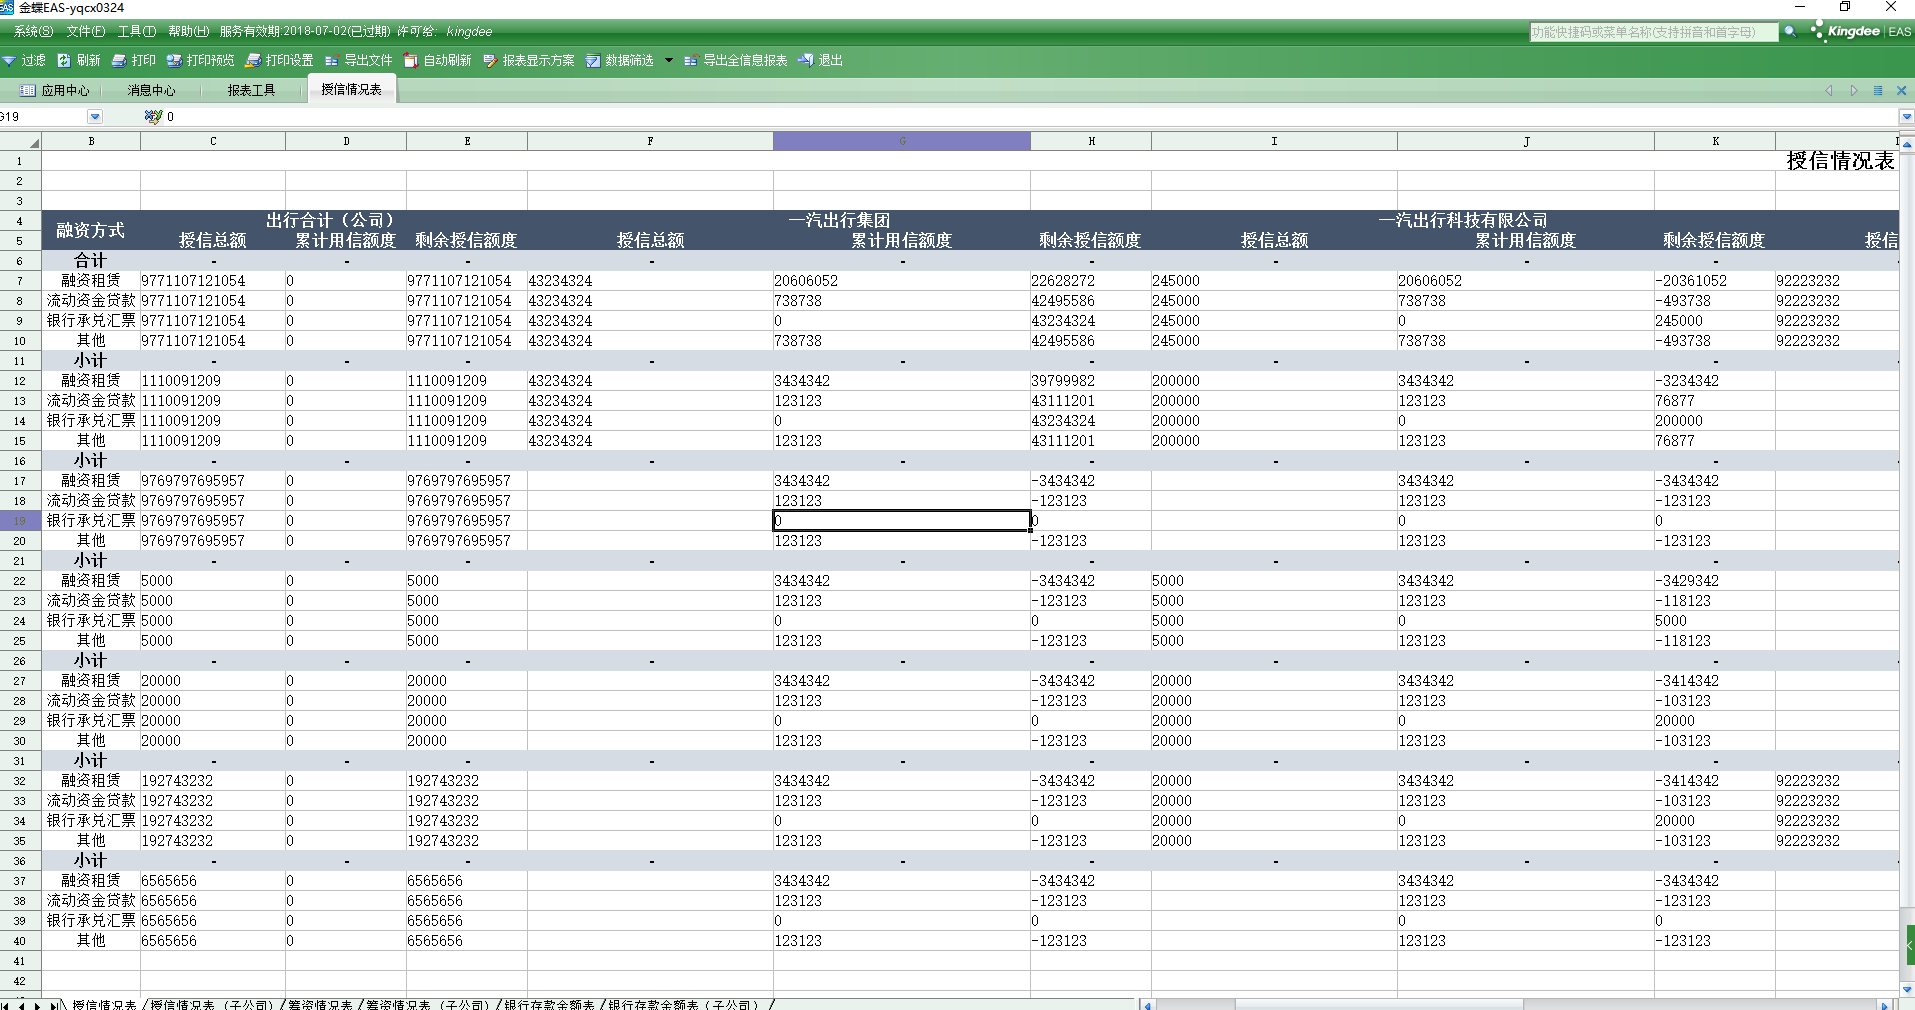 金蝶EAS-yqcx0324
系统(S) 文件(F) 工具(T) 帮助(H) 服务有效期:2018-07-02(已过期) 许可给: kingdee
功能快捷码或菜单名称(支持拼音和首字母) Kingdee EAS
过滤 刷新 打印 打印预览 打印设置 导出文件 自动刷新 报表显示方案 数据筛选 导出全信息报表 退出
应用中心 消息中心 报表工具 授信情况表
G19 0
B C D E F G H I J K
1 授信情况表
2
3
4 融资方式 出行合计（公司） 一汽出行集团 一汽出行科技有限公司
5 授信总额 累计用信额度 剩余授信额度 授信总额 累计用信额度 剩余授信额度 授信总额 累计用信额度 剩余授信额度 授信
6 合计 - - - - - - - - - -
7 融资租赁 9771107121054 0 9771107121054 43234324 20606052 22628272 245000 20606052 -20361052 92223232
8 流动资金贷款 9771107121054 0 9771107121054 43234324 738738 42495586 245000 738738 -493738 92223232
9 银行承兑汇票 9771107121054 0 9771107121054 43234324 0 43234324 245000 0 245000 92223232
10 其他 9771107121054 0 9771107121054 43234324 738738 42495586 245000 738738 -493738 92223232
11 小计 - - - - - - - - - -
12 融资租赁 1110091209 0 1110091209 43234324 3434342 39799982 200000 3434342 -3234342
13 流动资金贷款 1110091209 0 1110091209 43234324 123123 43111201 200000 123123 76877
14 银行承兑汇票 1110091209 0 1110091209 43234324 0 43234324 200000 0 200000
15 其他 1110091209 0 1110091209 43234324 123123 43111201 200000 123123 76877
16 小计 - - - - - - - - - -
17 融资租赁 9769797695957 0 9769797695957 3434342 -3434342 3434342 -3434342
18 流动资金贷款 9769797695957 0 9769797695957 123123 -123123 123123 -123123
19 银行承兑汇票 9769797695957 0 9769797695957 0 0 0 0
20 其他 9769797695957 0 9769797695957 123123 -123123 123123 -123123
21 小计 - - - - - - - - - -
22 融资租赁 5000 0 5000 3434342 -3434342 5000 3434342 -3429342
23 流动资金贷款 5000 0 5000 123123 -123123 5000 123123 -118123
24 银行承兑汇票 5000 0 5000 0 0 5000 0 5000
25 其他 5000 0 5000 123123 -123123 5000 123123 -118123
26 小计 - - - - - - - - - -
27 融资租赁 20000 0 20000 3434342 -3434342 20000 3434342 -3414342
28 流动资金贷款 20000 0 20000 123123 -123123 20000 123123 -103123
29 银行承兑汇票 20000 0 20000 0 0 20000 0 20000
30 其他 20000 0 20000 123123 -123123 20000 123123 -103123
31 小计 - - - - - - - - - -
32 融资租赁 192743232 0 192743232 3434342 -3434342 20000 3434342 -3414342 92223232
33 流动资金贷款 192743232 0 192743232 123123 -123123 20000 123123 -103123 92223232
34 银行承兑汇票 192743232 0 192743232 0 0 20000 0 20000 92223232
35 其他 192743232 0 192743232 123123 -123123 20000 123123 -103123 92223232
36 小计 - - - - - - - - - -
37 融资租赁 6565656 0 6565656 3434342 -3434342 3434342 -3434342
38 流动资金贷款 6565656 0 6565656 123123 -123123 123123 -123123
39 银行承兑汇票 6565656 0 6565656 0 0 0 0
40 其他 6565656 0 6565656 123123 -123123 123123 -123123
41
42
授信情况表 / 授信情况表（子公司） / 筹资情况表 / 筹资情况表（子公司） / 银行存款余额表 / 银行存款余额表（子公司） /